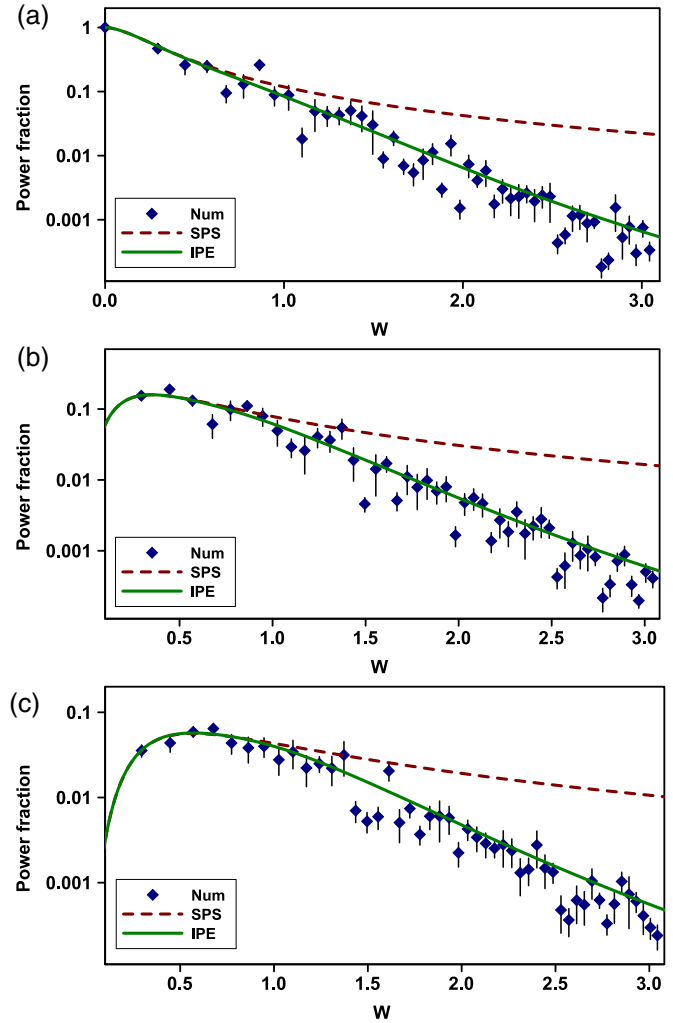 (a)
Power fraction
1
0.1
0.01
0.001
Num
SPS
IPE
0.0 1.0 2.0 3.0
W
(b)
Power fraction
0.1
0.01
0.001
Num
SPS
IPE
0.5 1.0 1.5 2.0 2.5 3.0
W
(c)
Power fraction
0.1
0.01
0.001
Num
SPS
IPE
0.0 0.5 1.0 1.5 2.0 2.5 3.0
W